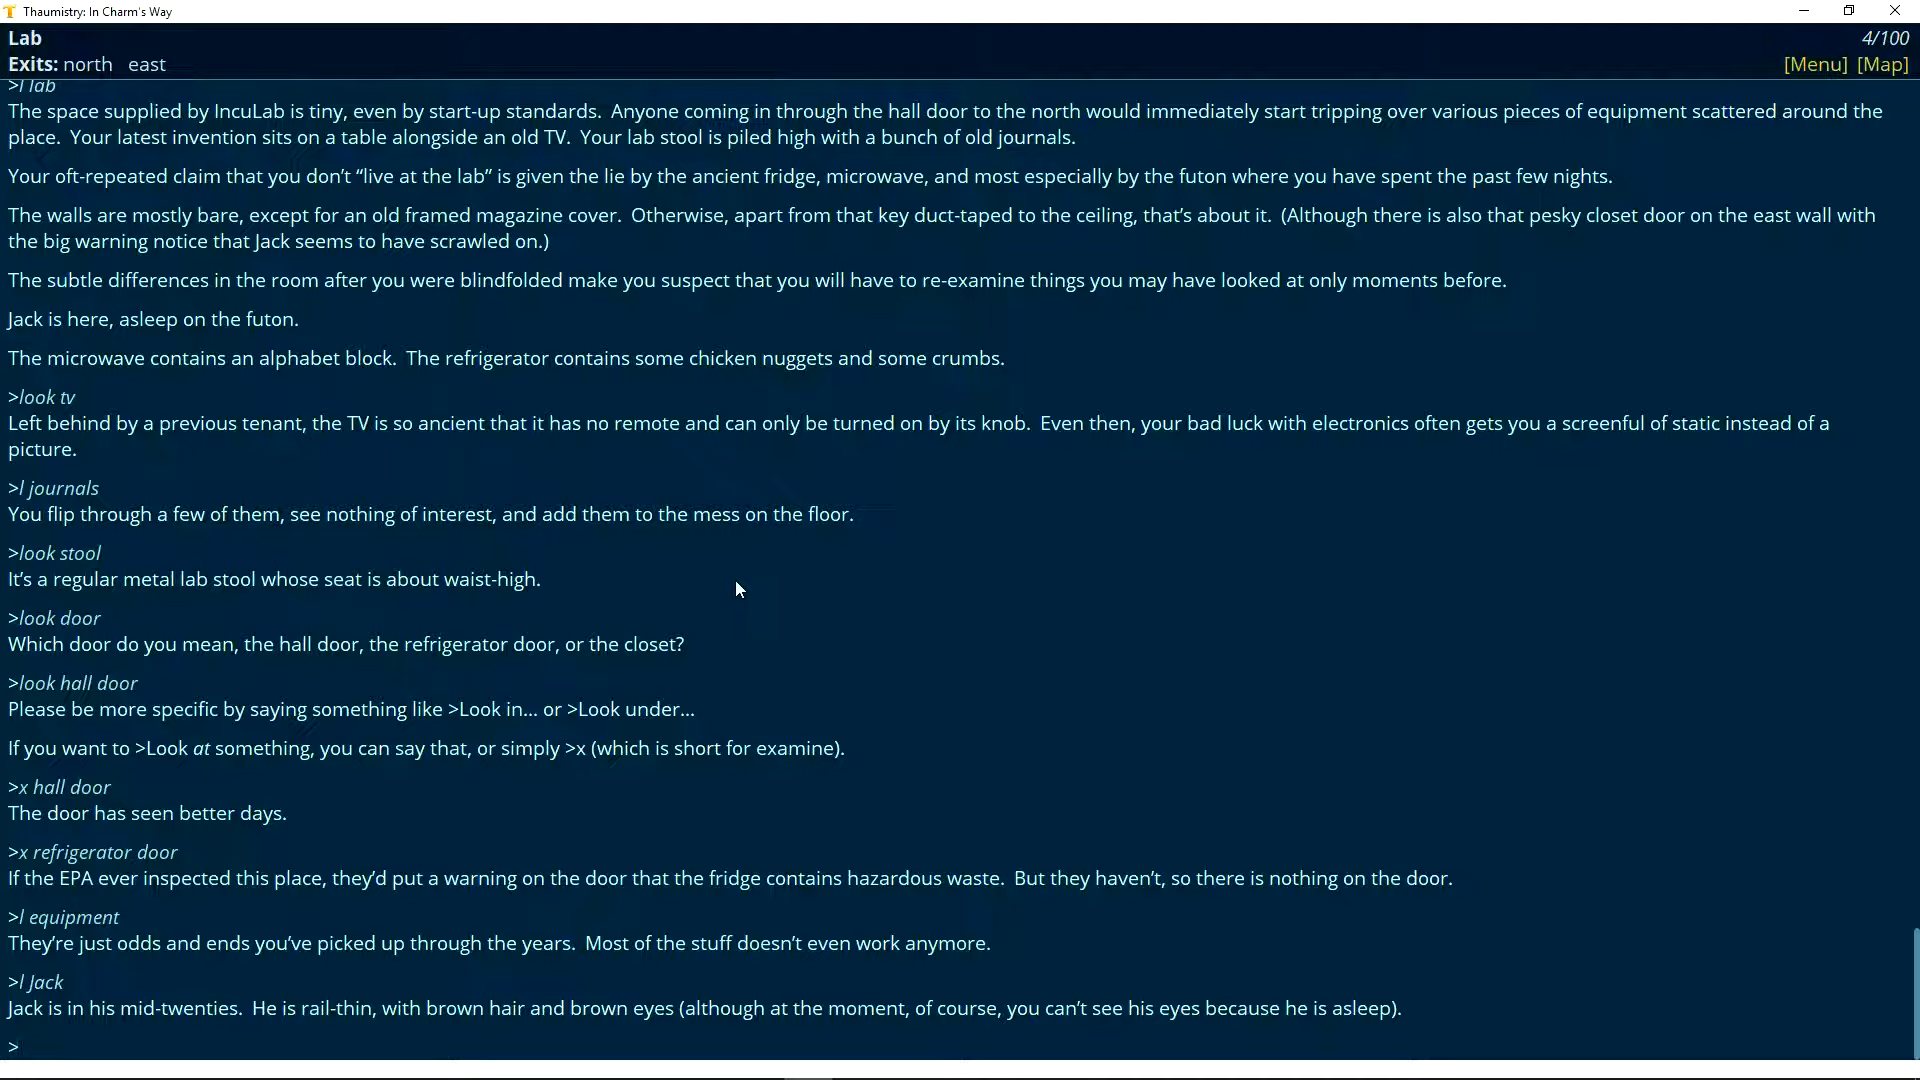 Thaumistry: In Charm's Way
Lab
4/100
Exits: north east
[Menu] [Map]
>l lab
The space supplied by IncuLab is tiny, even by start-up standards. Anyone coming in through the hall door to the north would immediately start tripping over various pieces of equipment scattered around the
place. Your latest invention sits on a table alongside an old TV. Your lab stool is piled high with a bunch of old journals.
Your oft-repeated claim that you don’t “live at the lab” is given the lie by the ancient fridge, microwave, and most especially by the futon where you have spent the past few nights.
The walls are mostly bare, except for an old framed magazine cover. Otherwise, apart from that key duct-taped to the ceiling, that’s about it. (Although there is also that pesky closet door on the east wall with
the big warning notice that Jack seems to have scrawled on.)
The subtle differences in the room after you were blindfolded make you suspect that you will have to re-examine things you may have looked at only moments before.
Jack is here, asleep on the futon.
The microwave contains an alphabet block. The refrigerator contains some chicken nuggets and some crumbs.
>look tv
Left behind by a previous tenant, the TV is so ancient that it has no remote and can only be turned on by its knob. Even then, your bad luck with electronics often gets you a screenful of static instead of a
picture.
>l journals
You flip through a few of them, see nothing of interest, and add them to the mess on the floor.
>look stool
It’s a regular metal lab stool whose seat is about waist-high.
>look door
Which door do you mean, the hall door, the refrigerator door, or the closet?
>look hall door
Please be more specific by saying something like >Look in... or >Look under...
If you want to >Look at something, you can say that, or simply >x (which is short for examine).
>x hall door
The door has seen better days.
>x refrigerator door
If the EPA ever inspected this place, they’d put a warning on the door that the fridge contains hazardous waste. But they haven’t, so there is nothing on the door.
>l equipment
They’re just odds and ends you’ve picked up through the years. Most of the stuff doesn’t even work anymore.
>l Jack
Jack is in his mid-twenties. He is rail-thin, with brown hair and brown eyes (although at the moment, of course, you can’t see his eyes because he is asleep).
>